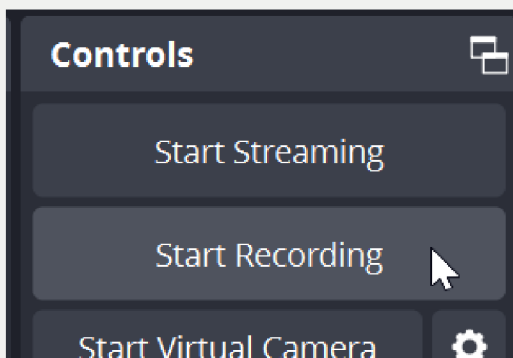 Controls
Start Streaming
Start Recording
Start Virtual Camera